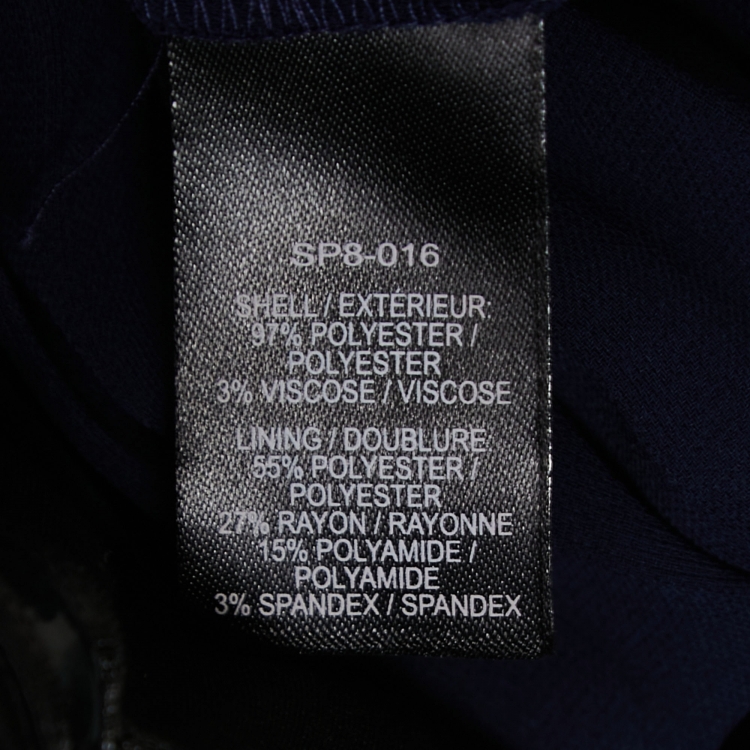 SP8-016
SHELL / EXTÉRIEUR:
97% POLYESTER /
POLYESTER
3% VISCOSE / VISCOSE
LINING / DOUBLURE:
55% POLYESTER /
POLYESTER
27% RAYON / RAYONNE
15% POLYAMIDE /
POLYAMIDE
3% SPANDEX / SPANDEX